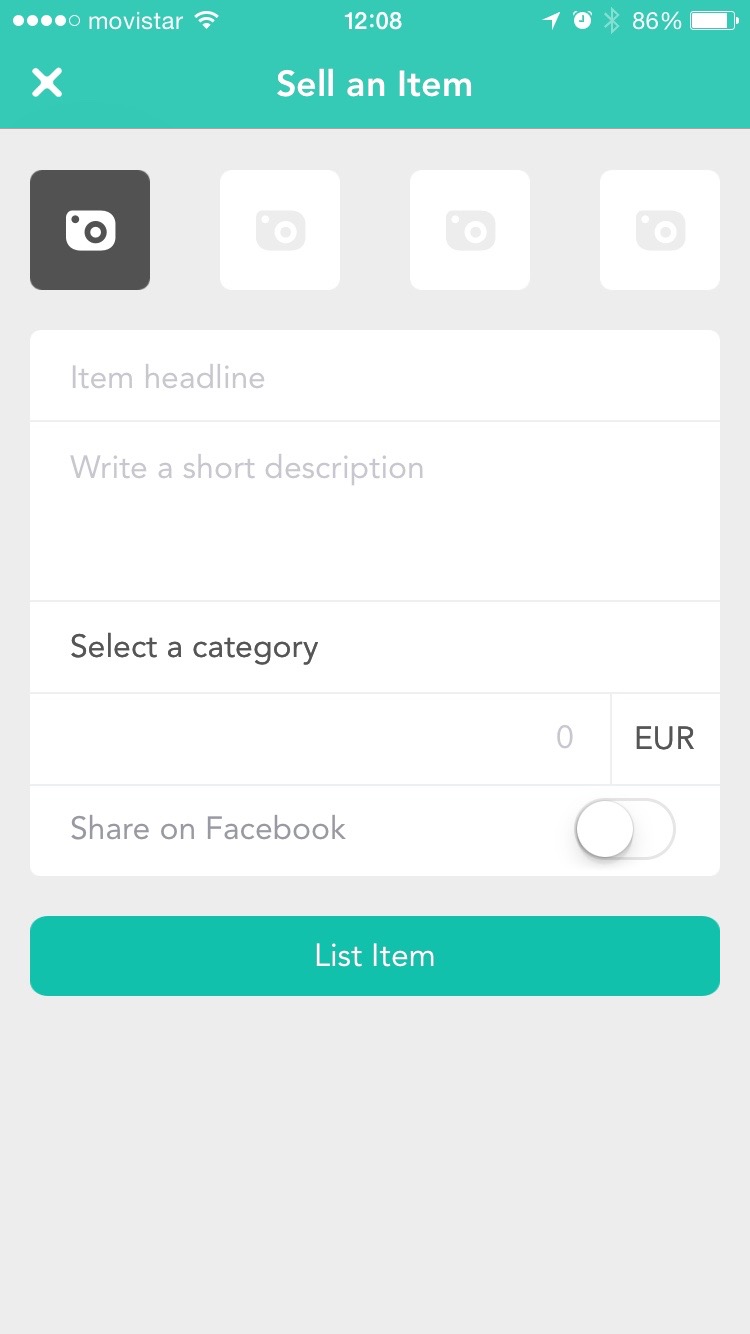 movistar 12:08 86%
Sell an Item
Item headline
Write a short description
Select a category
0 EUR
Share on Facebook
List Item